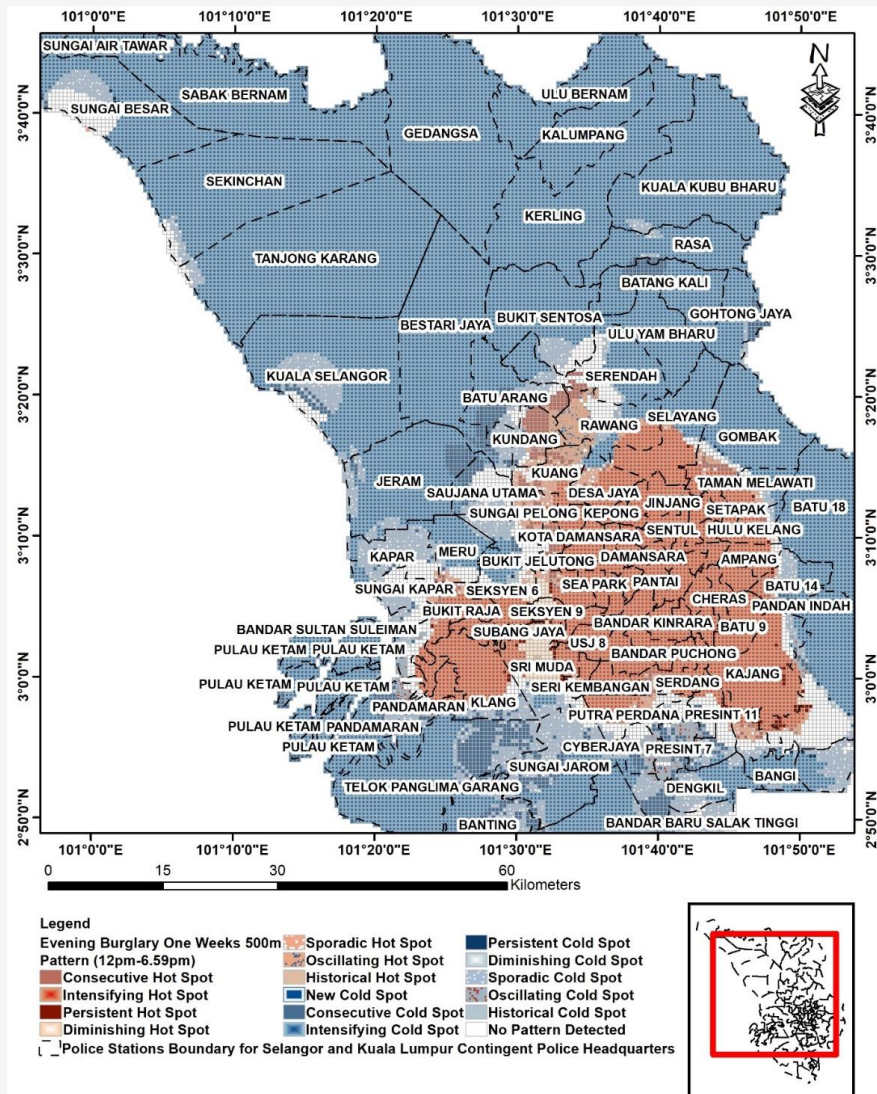 101°0'0"E 101°10'0"E 101°20'0"E 101°30'0"E 101°40'0"E 101°50'0"E
N
3°40'0"N 3°40'0"N
3°30'0"N 3°30'0"N
3°20'0"N 3°20'0"N
3°10'0"N 3°10'0"N
3°0'0"N 3°0'0"N
2°50'0"N 2°50'0"N
SUNGAI AIR TAWAR
SABAK BERNAM
ULU BERNAM
SUNGAI BESAR
GEDANGSA
KALUMPANG
SEKINCHAN
KUALA KUBU BHARU
KERLING
RASA
TANJONG KARANG
BATANG KALI
BESTARI JAYA
BUKIT SENTOSA
GOHTONG JAYA
ULU YAM BHARU
KUALA SELANGOR
SERENDAH
BATU ARANG
RAWANG
SELAYANG
KUNDANG
GOMBAK
KUANG
JERAM
TAMAN MELAWATI
SAUJANA UTAMA
DESA JAYA
JINJANG
BATU 18
SUNGAI PELONG
KEPONG
SETAPAK
KOTA DAMANSARA
SENTUL
HULU KELANG
KAPAR
MERU
BUKIT JELUTONG
DAMANSARA
AMPANG
SUNGAI KAPAR
SEKSYEN 6
SEA PARK
PANTAI
BATU 14
CHERAS
PANDAN INDAH
BUKIT RAJA
SEKSYEN 9
BANDAR KINRARA
BATU 9
BANDAR SULTAN SULEIMAN
SUBANG JAYA
USJ 8
PULAU KETAM
PULAU KETAM
BANDAR PUCHONG
SRI MUDA
KAJANG
PULAU KETAM
PULAU KETAM
SERI KEMBANGAN
SERDANG
PANDAMARAN
KLANG
PUTRA PERDANA
PRESINT 11
PULAU KETAM
PANDAMARAN
PULAU KETAM
CYBERJAYA
PRESINT 7
SUNGAI JAROM
BANGI
TELOK PANGLIMA GARANG
DENGKIL
BANTING
BANDAR BARU SALAK TINGGI
101°0'0"E 101°10'0"E 101°20'0"E 101°30'0"E 101°40'0"E 101°50'0"E
0 15 30 60
Kilometers
Legend
Evening Burglary One Weeks 500m
Pattern (12pm-6.59pm)
Consecutive Hot Spot
Intensifying Hot Spot
Persistent Hot Spot
Diminishing Hot Spot
Sporadic Hot Spot
Oscillating Hot Spot
Historical Hot Spot
New Cold Spot
Consecutive Cold Spot
Intensifying Cold Spot
Persistent Cold Spot
Diminishing Cold Spot
Sporadic Cold Spot
Oscillating Cold Spot
Historical Cold Spot
No Pattern Detected
Police Stations Boundary for Selangor and Kuala Lumpur Contingent Police Headquarters